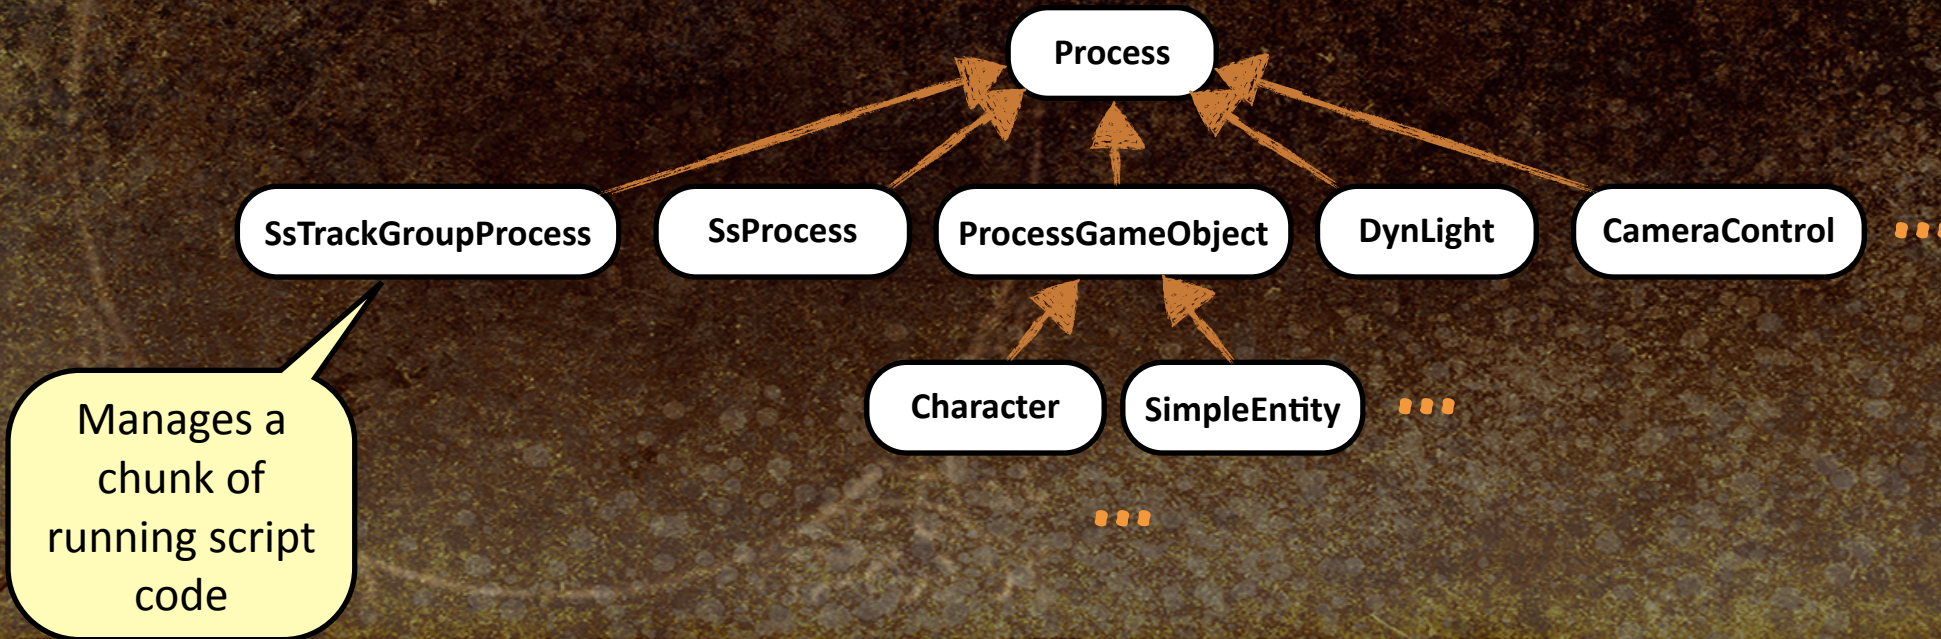 Process
SsTrackGroupProcess
SsProcess
ProcessGameObject
DynLight
CameraControl
...
Character
SimpleEntity
...
Manages a
chunk of
running script
code
...